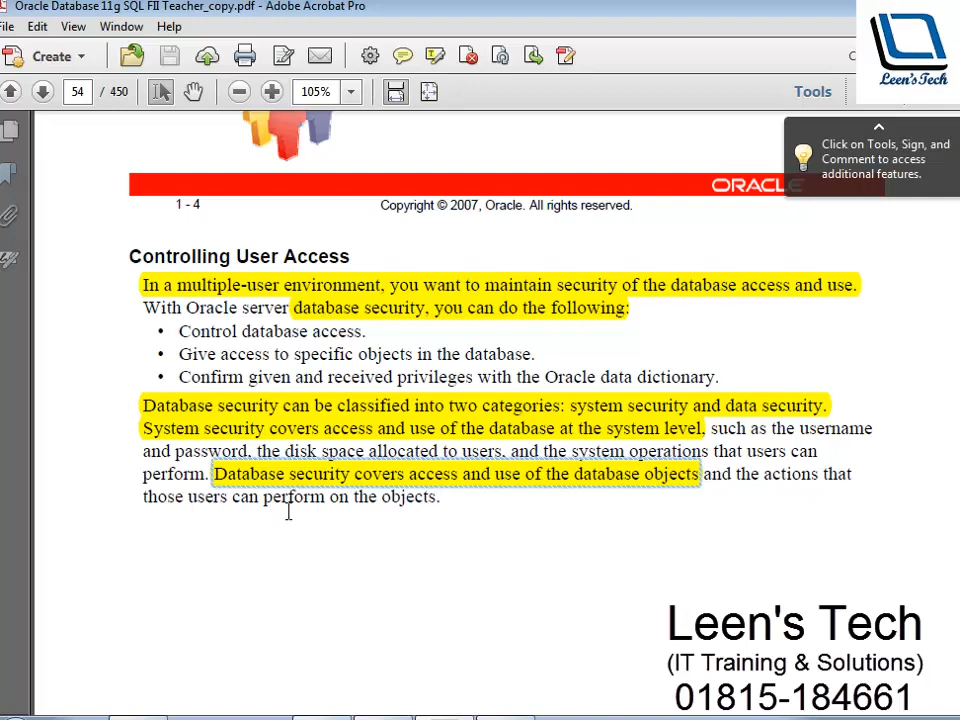 Oracle Database 11g SQL FII Teacher_copy.pdf - Adobe Acrobat Pro
File Edit View Window Help
Create
54 / 450
105%
Tools
Leen'sTech
Click on Tools, Sign, and
Comment to access
additional features.
ORACLE
1 - 4 Copyright © 2007, Oracle. All rights reserved.
Controlling User Access
In a multiple-user environment, you want to maintain security of the database access and use.
With Oracle server database security, you can do the following:
• Control database access.
• Give access to specific objects in the database.
• Confirm given and received privileges with the Oracle data dictionary.
Database security can be classified into two categories: system security and data security.
System security covers access and use of the database at the system level, such as the username
and password, the disk space allocated to users, and the system operations that users can
perform. Database security covers access and use of the database objects and the actions that
those users can perform on the objects.
Leen's Tech
(IT Training & Solutions)
01815-184661